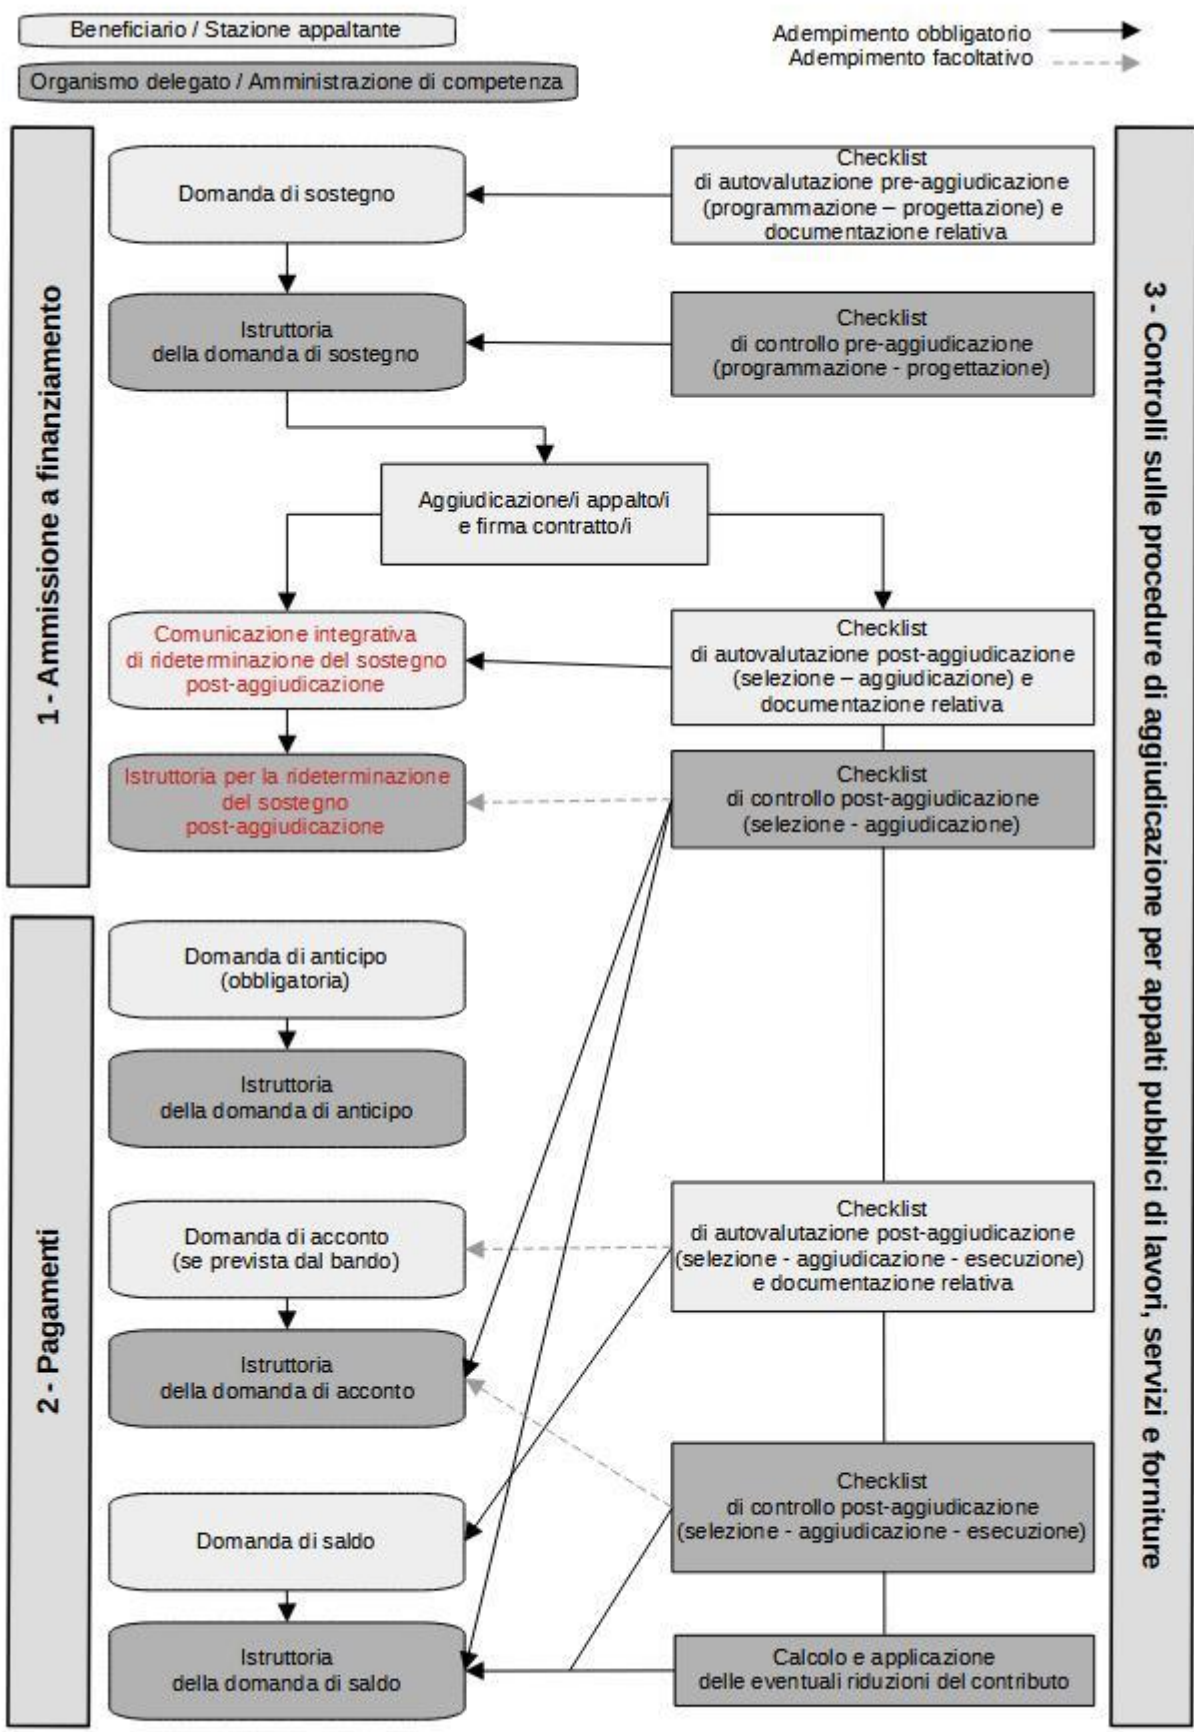 Beneficiario / Stazione appaltante
Organismo delegato / Amministrazione di competenza
Adempimento obbligatorio
Adempimento facoltativo
1 - Ammissione a finanziamento
Domanda di sostegno
Checklist
di autovalutazione pre-aggiudicazione
(programmazione – progettazione) e
documentazione relativa
Istruttoria
della domanda di sostegno
Checklist
di controllo pre-aggiudicazione
(programmazione - progettazione)
Aggiudicazione/i appalto/i
e firma contratto/i
Comunicazione integrativa
di rideterminazione del sostegno
post-aggiudicazione
Checklist
di autovalutazione post-aggiudicazione
(selezione – aggiudicazione) e
documentazione relativa
Istruttoria per la rideterminazione
del sostegno
post-aggiudicazione
Checklist
di controllo post-aggiudicazione
(selezione - aggiudicazione)
2 - Pagamenti
Domanda di anticipo
(obbligatoria)
Istruttoria
della domanda di anticipo
Domanda di acconto
(se prevista dal bando)
Checklist
di autovalutazione post-aggiudicazione
(selezione - aggiudicazione - esecuzione)
e documentazione relativa
Istruttoria
della domanda di acconto
Checklist
di controllo post-aggiudicazione
(selezione - aggiudicazione - esecuzione)
Domanda di saldo
Istruttoria
della domanda di saldo
Calcolo e applicazione
delle eventuali riduzioni del contributo
3 - Controlli sulle procedure di aggiudicazione per appalti pubblici di lavori, servizi e forniture